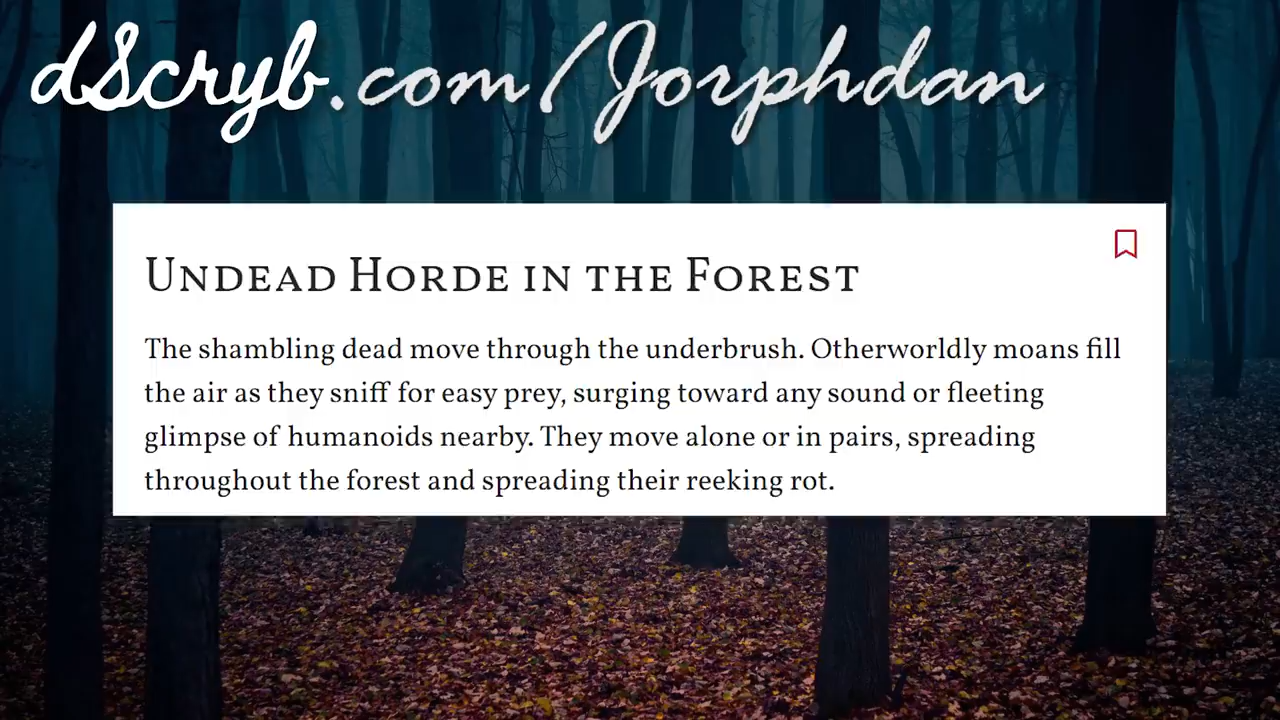 dScryb.com/Jorphdan
Undead Horde in the Forest
The shambling dead move through the underbrush. Otherworldly moans fill
the air as they sniff for easy prey, surging toward any sound or fleeting
glimpse of humanoids nearby. They move alone or in pairs, spreading
throughout the forest and spreading their reeking rot.